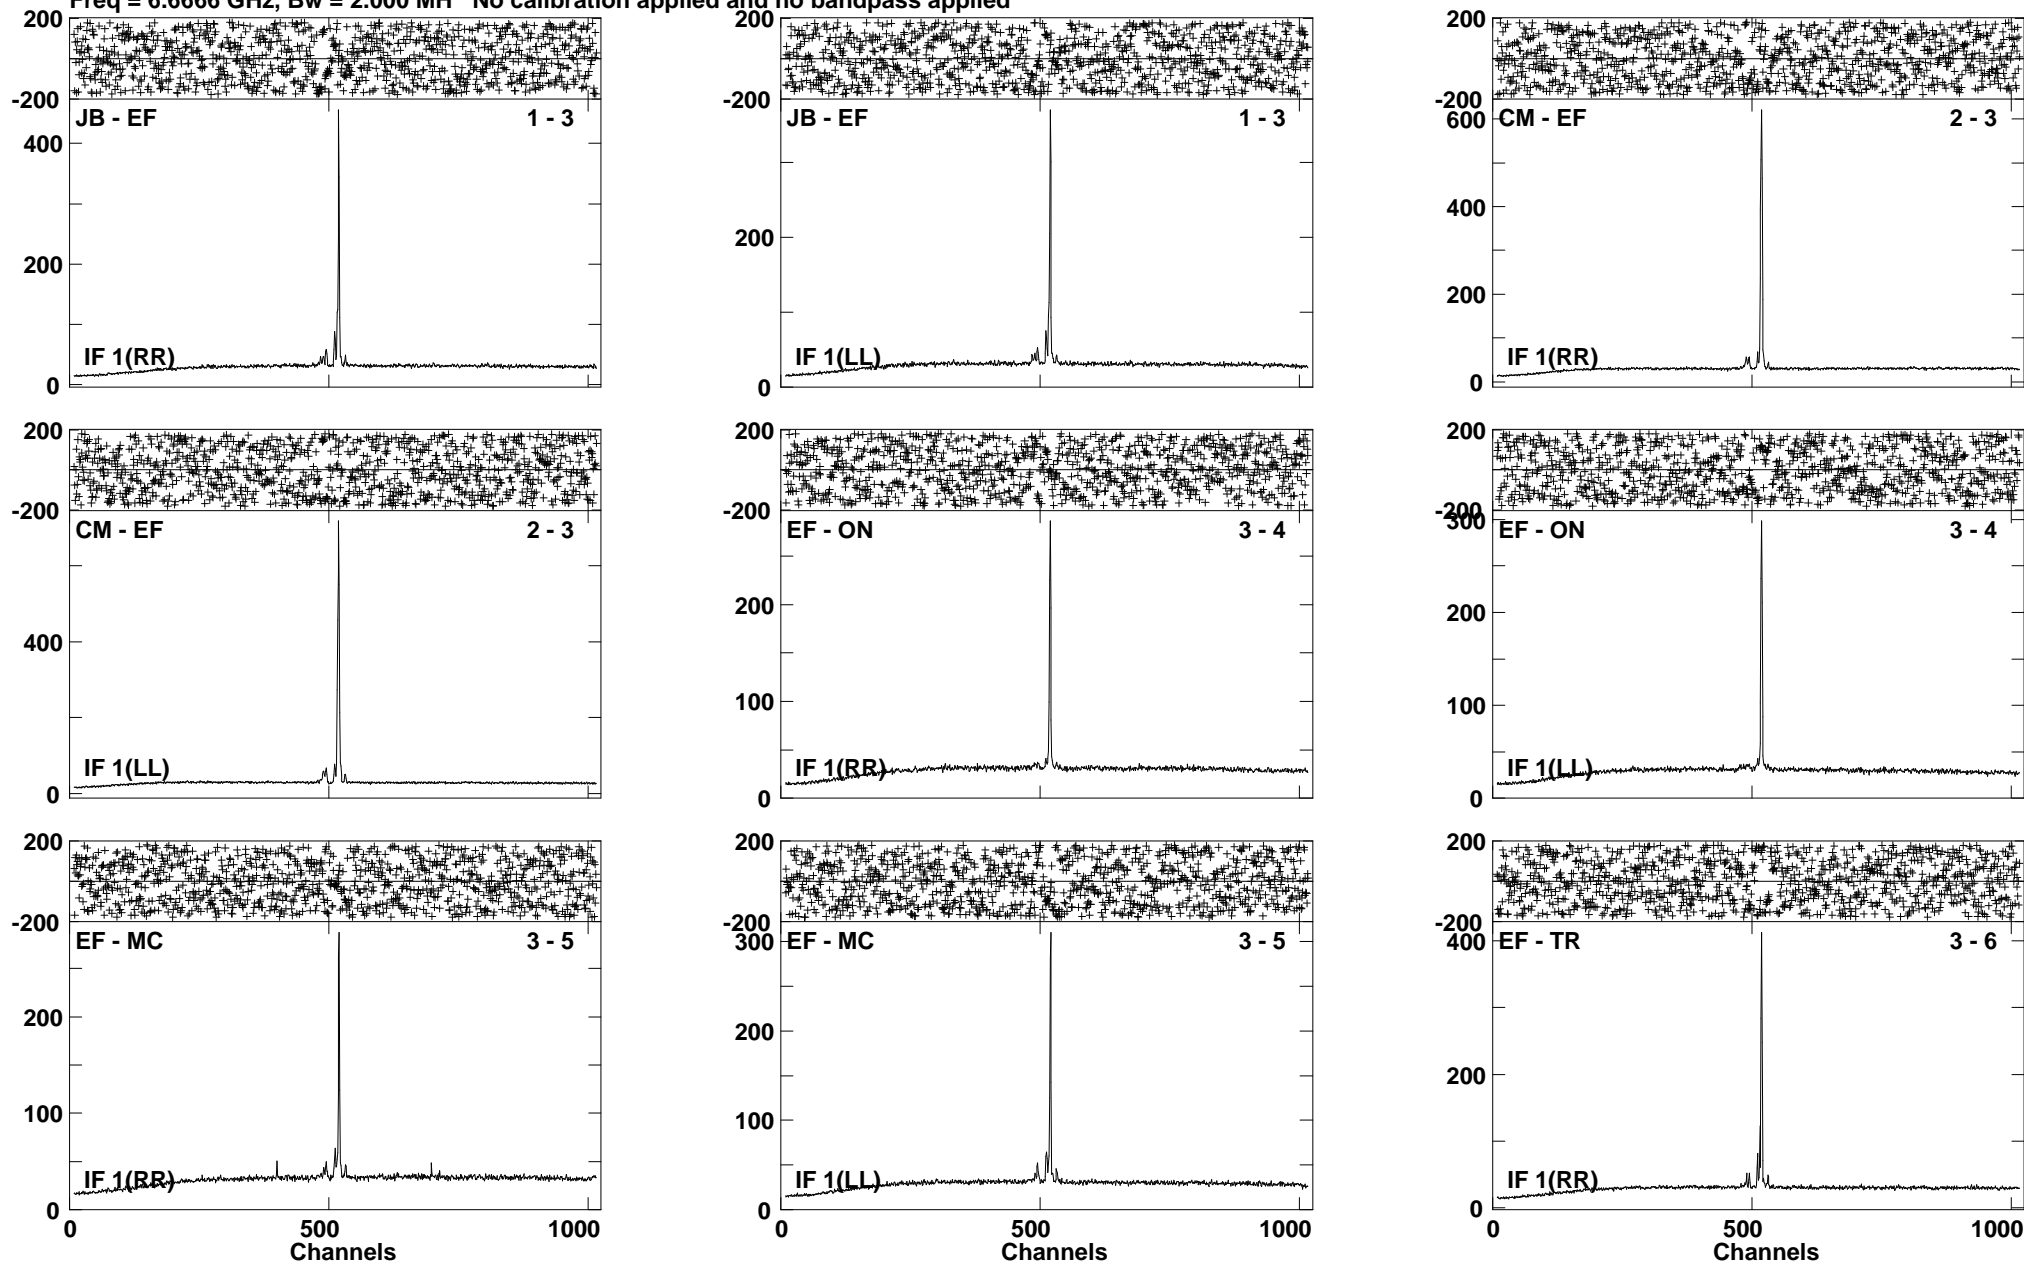 Freq = 6.6666 GHz, Bw = 2.000 MH No calibration applied and no bandpass applied
200 200 200
-200 -200 -200
JB - EF 1 - 3 JB - EF 1 - 3 CM - EF 2 - 3
600
400
400
200
200
200
IF 1(RR) IF 1(LL) IF 1(RR)
0 0 0
200 200 200
-200 -200 -200
CM - EF 2 - 3 EF - ON 3 - 4 EF - ON 3 - 4
300
400 200 200
100 100
IF 1(LL) IF 1(RR) IF 1(LL)
0 0 0
200 200 200
-200 -200 -200
EF - MC 3 - 5 EF - MC 3 - 5 EF - TR 3 - 6
300 400
200 200 200
100 100
IF 1(RR) IF 1(LL) IF 1(RR)
0 0 0
0 500 1000 0 500 1000 0 500 1000
Channels Channels Channels